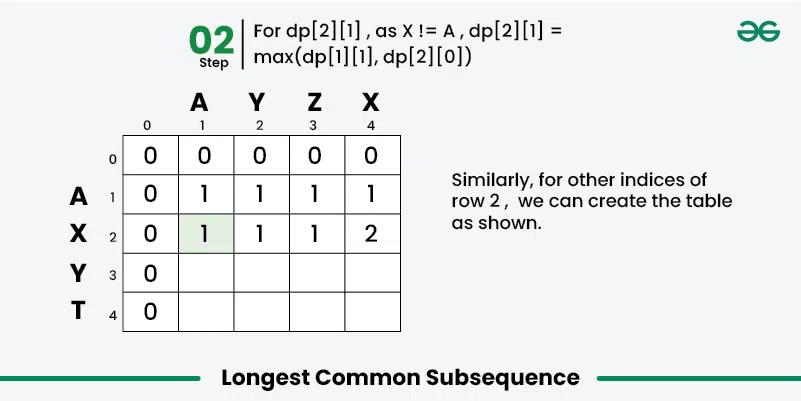 02
Step
For dp[2][1] , as X != A , dp[2][1] =
max(dp[1][1], dp[2][0])
A Y Z X
0 1 2 3 4
0 0 0 0 0 0
A 1 0 1 1 1 1
X 2 0 1 1 1 2
Y 3 0
T 4 0
Similarly, for other indices of
row 2 , we can create the table
as shown.
Longest Common Subsequence